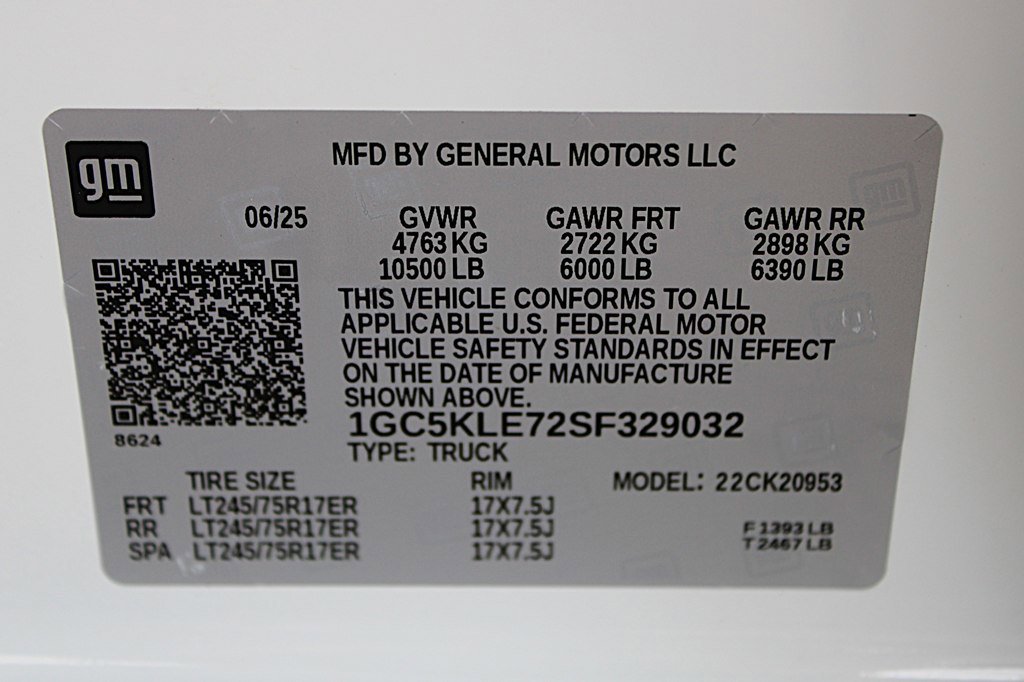 gm
MFD BY GENERAL MOTORS LLC
06/25 GVWR GAWR FRT GAWR RR
4763 KG 2722 KG 2898 KG
10500 LB 6000 LB 6390 LB
THIS VEHICLE CONFORMS TO ALL
APPLICABLE U.S. FEDERAL MOTOR
VEHICLE SAFETY STANDARDS IN EFFECT
ON THE DATE OF MANUFACTURE
SHOWN ABOVE.
1GC5KLE72SF329032
8624
TYPE: TRUCK
TIRE SIZE RIM MODEL: 22CK20953
FRT LT245/75R17ER 17X7.5J
RR LT245/75R17ER 17X7.5J F 1393 LB
SPA LT245/75R17ER 17X7.5J T 2467 LB